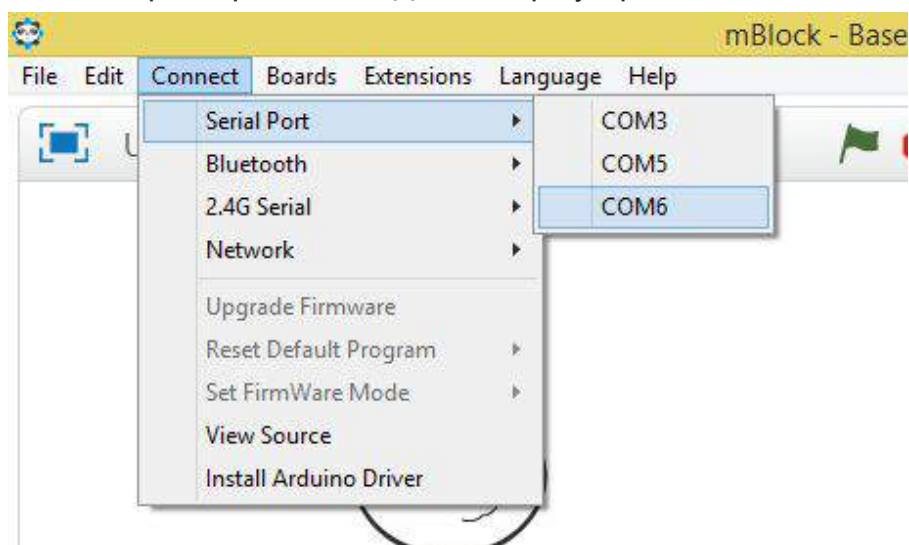 mBlock - Base
File Edit Connect Boards Extensions Language Help
Serial Port
COM3
Bluetooth
COM5
2.4G Serial
COM6
Network
Upgrade Firmware
Reset Default Program
Set FirmWare Mode
View Source
Install Arduino Driver